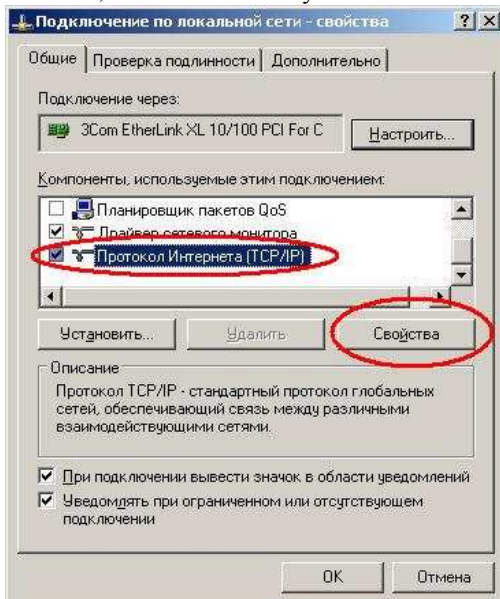 Подключение по локальной сети - свойства
Общие Проверка подлинности Дополнительно
Подключение через:
3Com EtherLink XL 10/100 PCI For C Настроить...
Компоненты, используемые этим подключением:
Планировщик пакетов QoS
Драйвер сетевого монитора
Протокол Интернета (TCP/IP)
Установить... Удалить Свойства
Описание
Протокол TCP/IP - стандартный протокол глобальных
сетей, обеспечивающий связь между различными
взаимодействующими сетями.
При подключении вывести значок в области уведомлений
Уведомлять при ограниченном или отсутствующем
подключении
OK Отмена